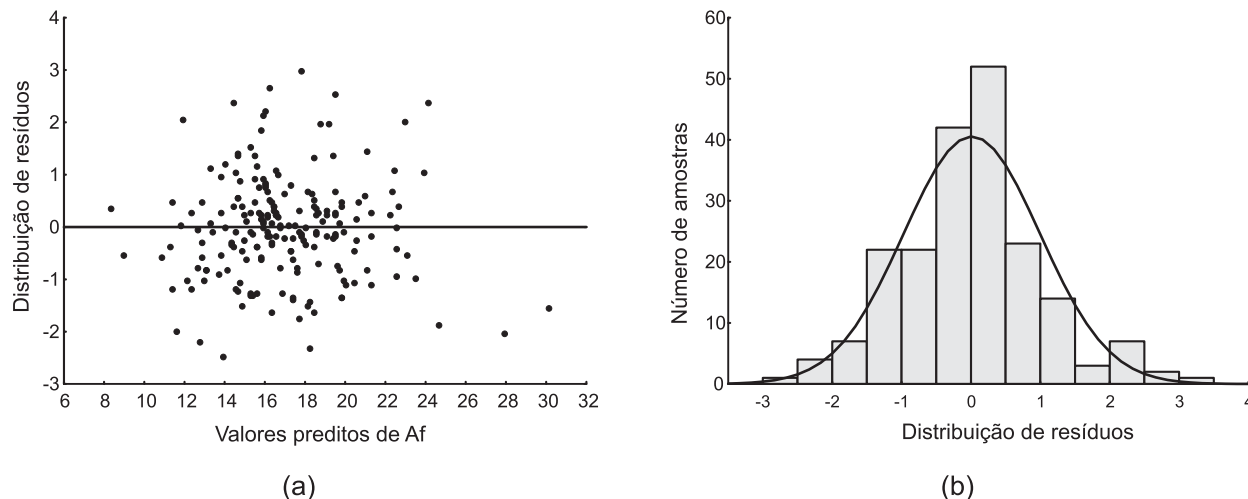 4
3
2
1
0
-1
-2
-3
Distribuição de resíduos
6 8 10 12 14 16 18 20 22 24 26 28 30 32
Valores preditos de Af
(a)
60
50
40
30
20
10
0
Número de amostras
-3 -2 -1 0 1 2 3 4
Distribuição de resíduos
(b)